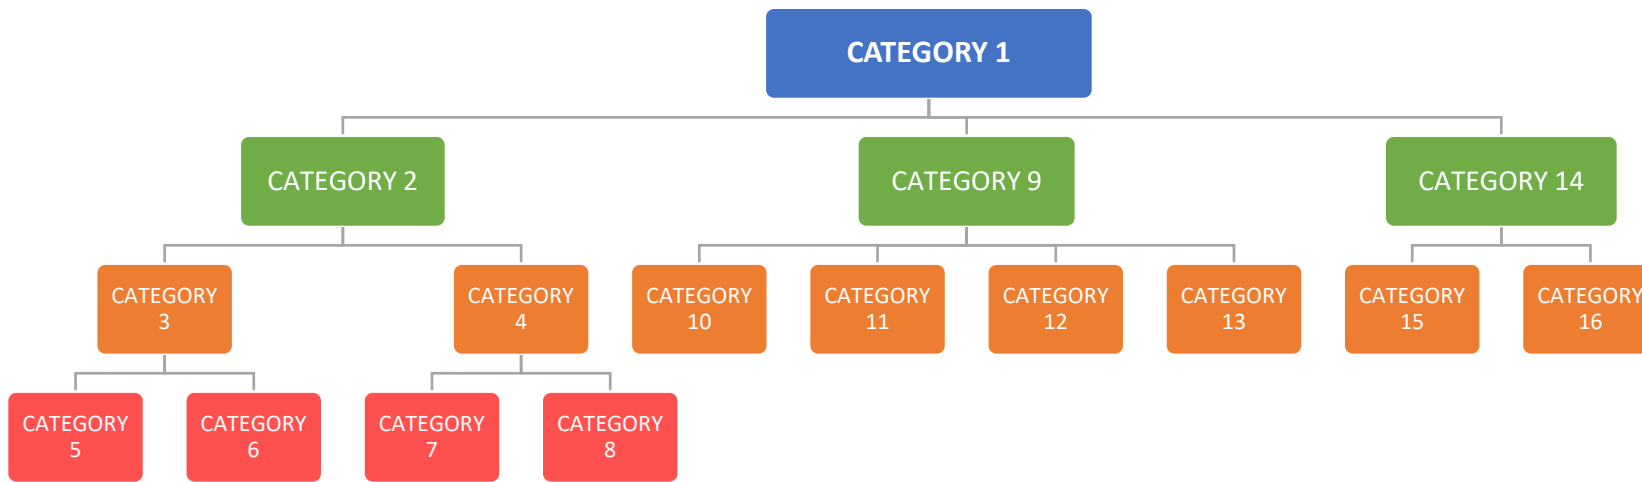 CATEGORY 1
CATEGORY 2
CATEGORY 9
CATEGORY 14
CATEGORY
3
CATEGORY
4
CATEGORY
10
CATEGORY
11
CATEGORY
12
CATEGORY
13
CATEGORY
15
CATEGORY
16
CATEGORY
5
CATEGORY
6
CATEGORY
7
CATEGORY
8